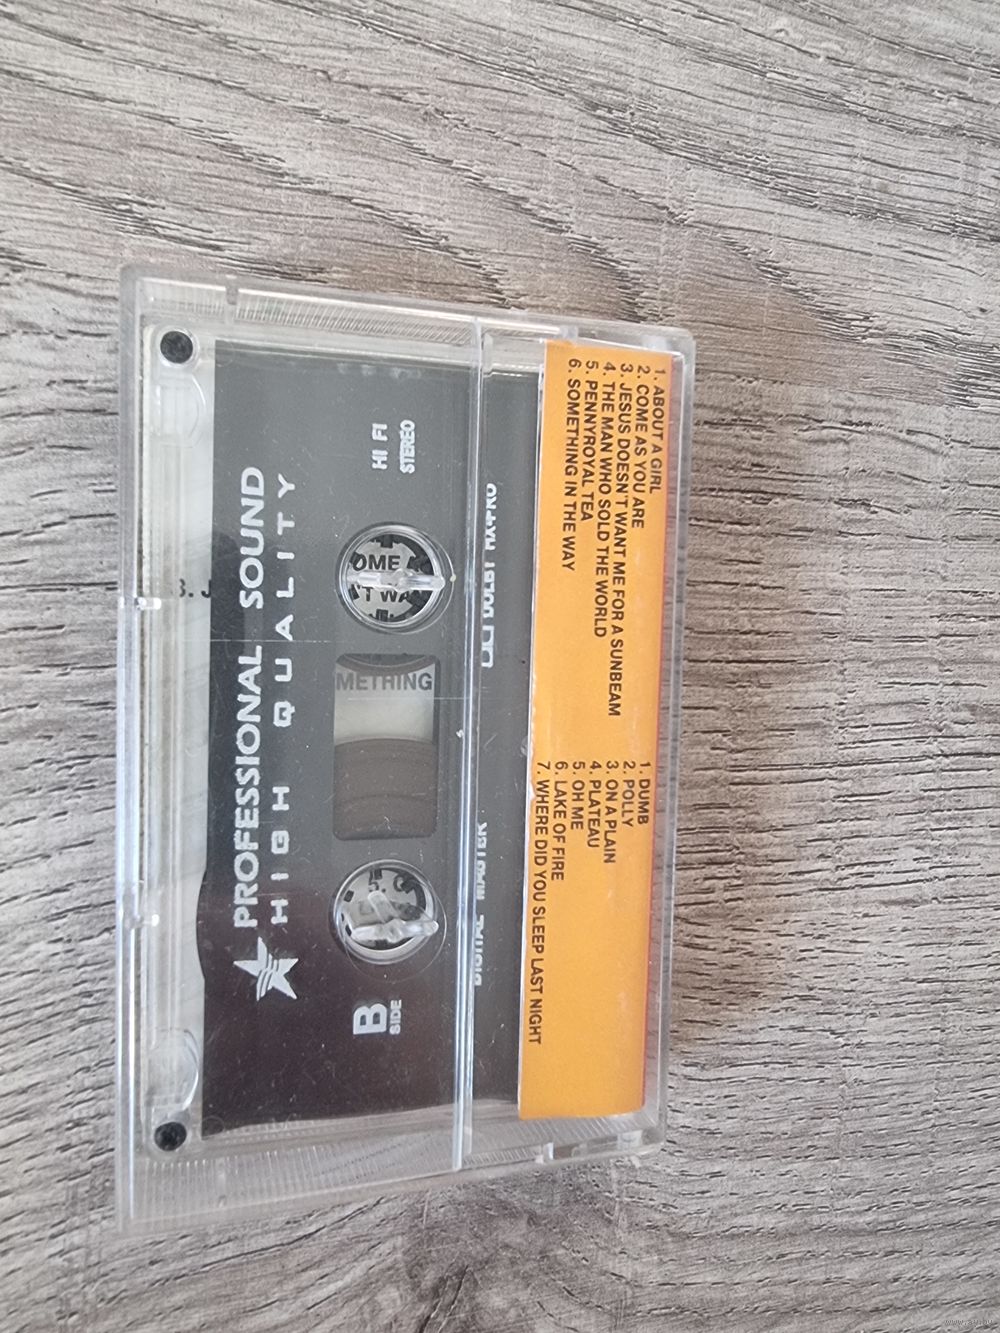 1. ABOUT A GIRL
2. COME AS YOU ARE
3. JESUS DOESN'T WANT ME FOR A SUNBEAM
4. THE MAN WHO SOLD THE WORLD
5. PENNYROYAL TEA
6. SOMETHING IN THE WAY
1. DUMB
2. POLLY
3. ON A PLAIN
4. PLATEAU
5. OH ME
6. LAKE OF FIRE
7. WHERE DID YOU SLEEP LAST NIGHT
PROFESSIONAL SOUND
HIGH QUALITY
HI FI
STEREO
B
SIDE
OME
'T WA
METHING